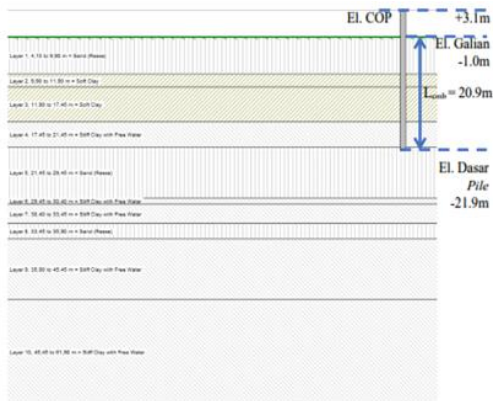 El. COP
+3.1m
El. Galian
-1.0m
Layer 1, 4,10 to 9,90 m = Sand (Reese)
Layer 2, 9,90 to 11,90 m = Soft Clay
L = 20.9m
Layer 3, 11,90 to 17,45 m = Soft Clay
Layer 4, 17,45 to 21,45 m = Stiff Clay with Free Water
El. Dasar
Pile
-21.9m
Layer 5, 21,45 to 29,45 m = Sand (Reese)
Layer 6, 29,45 to 30,40 m = Stiff Clay with Free Water
Layer 7, 30,40 to 33,45 m = Stiff Clay with Free Water
Layer 8, 33,45 to 35,90 m = Sand (Reese)
Layer 9, 35,90 to 45,45 m = Stiff Clay with Free Water
Layer 10, 45,45 to 61,90 m = Stiff Clay with Free Water